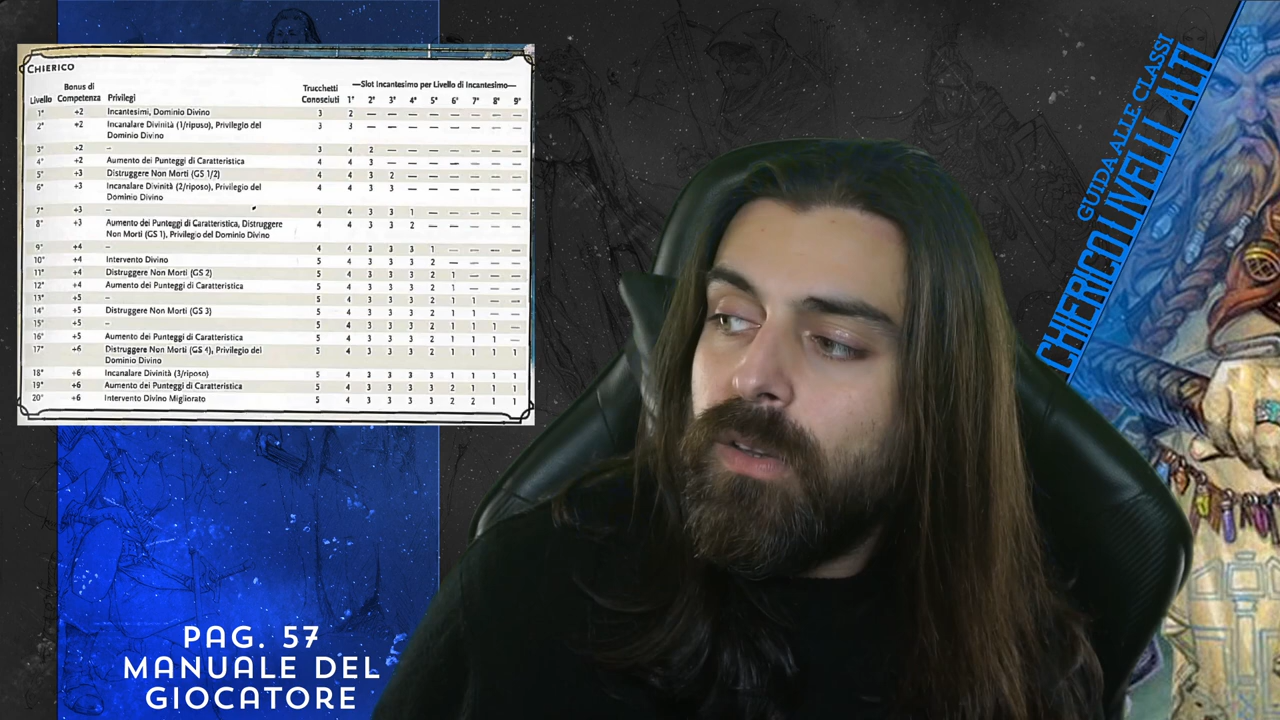 CHIERICO
Bonus di —Slot Incantesimo per Livello di Incantesimo—
Trucchetti
Livello Competenza Privilegi Conosciuti 1° 2° 3° 4° 5° 6° 7° 8° 9°
1° +2 Incantesimi, Dominio Divino 3 2 — — — — — — — —
2° +2 Incanalare Divinità (1/riposo), Privilegio del 3 3 — — — — — — — —
Dominio Divino
3° +2 – 3 4 2 — — — — — — —
4° +2 Aumento dei Punteggi di Caratteristica 4 4 3 — — — — — — —
5° +3 Distruggere Non Morti (GS 1/2) 4 4 3 2 — — — — — —
6° +3 Incanalare Divinità (2/riposo), Privilegio del 4 4 3 3 — — — — — —
Dominio Divino
7° +3 – 4 4 3 3 1 — — — — —
8° +3 Aumento dei Punteggi di Caratteristica, Distruggere 4 4 3 3 2 — — — — —
Non Morti (GS 1), Privilegio del Dominio Divino
9° +4 – 4 4 3 3 3 1 — — — —
10° +4 Intervento Divino 5 4 3 3 3 2 — — — —
11° +4 Distruggere Non Morti (GS 2) 5 4 3 3 3 2 1 — — —
12° +4 Aumento dei Punteggi di Caratteristica 5 4 3 3 3 2 1 — — —
13° +5 – 5 4 3 3 3 2 1 1 — —
14° +5 Distruggere Non Morti (GS 3) 5 4 3 3 3 2 1 1 — —
15° +5 – 5 4 3 3 3 2 1 1 1 —
16° +5 Aumento dei Punteggi di Caratteristica 5 4 3 3 3 2 1 1 1 —
17° +6 Distruggere Non Morti (GS 4), Privilegio del 5 4 3 3 3 2 1 1 1 1
Dominio Divino
18° +6 Incanalare Divinità (3/riposo) 5 4 3 3 3 3 1 1 1 1
19° +6 Aumento dei Punteggi di Caratteristica 5 4 3 3 3 3 2 1 1 1
20° +6 Intervento Divino Migliorato 5 4 3 3 3 3 2 2 1 1
GUIDA ALLE CLASSI
CHIERICO LIVELLI ALTI
PAG. 57
MANUALE DEL
GIOCATORE